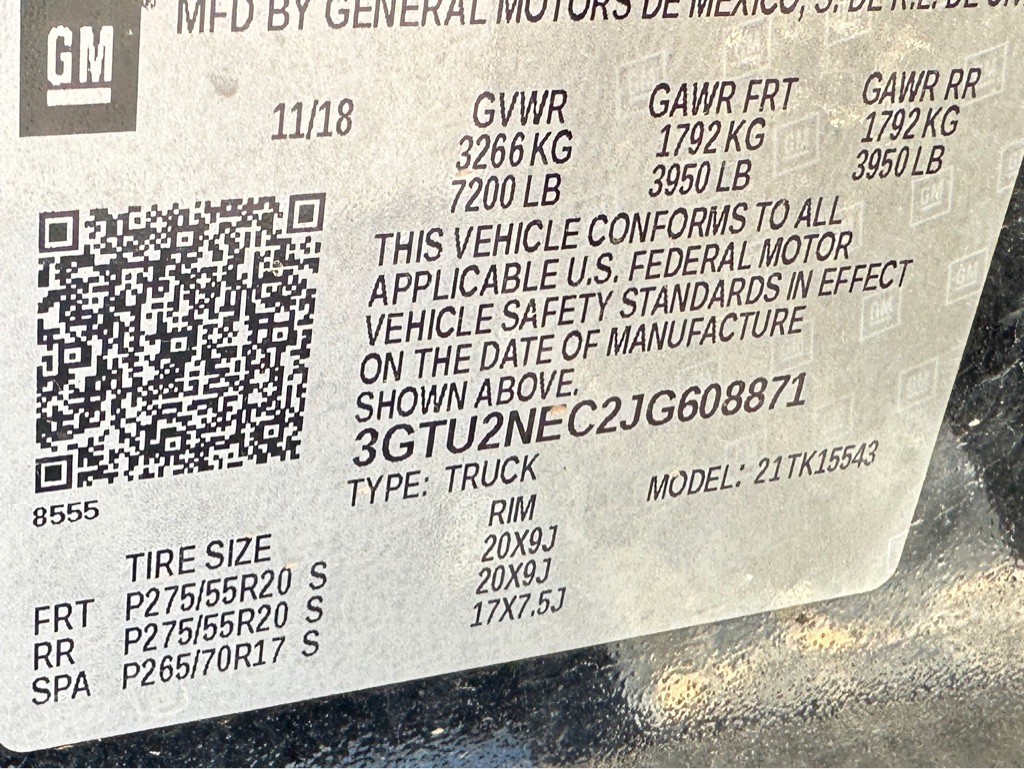 MFD BY GENERAL MOTORS DE MEXICO, S. DE R.L. DE
GM
11/18
GVWR GAWR FRT GAWR RR
3266 KG 1792 KG 1792 KG
7200 LB 3950 LB 3950 LB
THIS VEHICLE CONFORMS TO ALL
APPLICABLE U.S. FEDERAL MOTOR
VEHICLE SAFETY STANDARDS IN EFFECT
ON THE DATE OF MANUFACTURE
SHOWN ABOVE.
3GTU2NEC2JG608871
TYPE: TRUCK MODEL: 21TK15543
8555
TIRE SIZE RIM
FRT P275/55R20 S 20X9J
RR P275/55R20 S 20X9J
SPA P265/70R17 S 17X7.5J